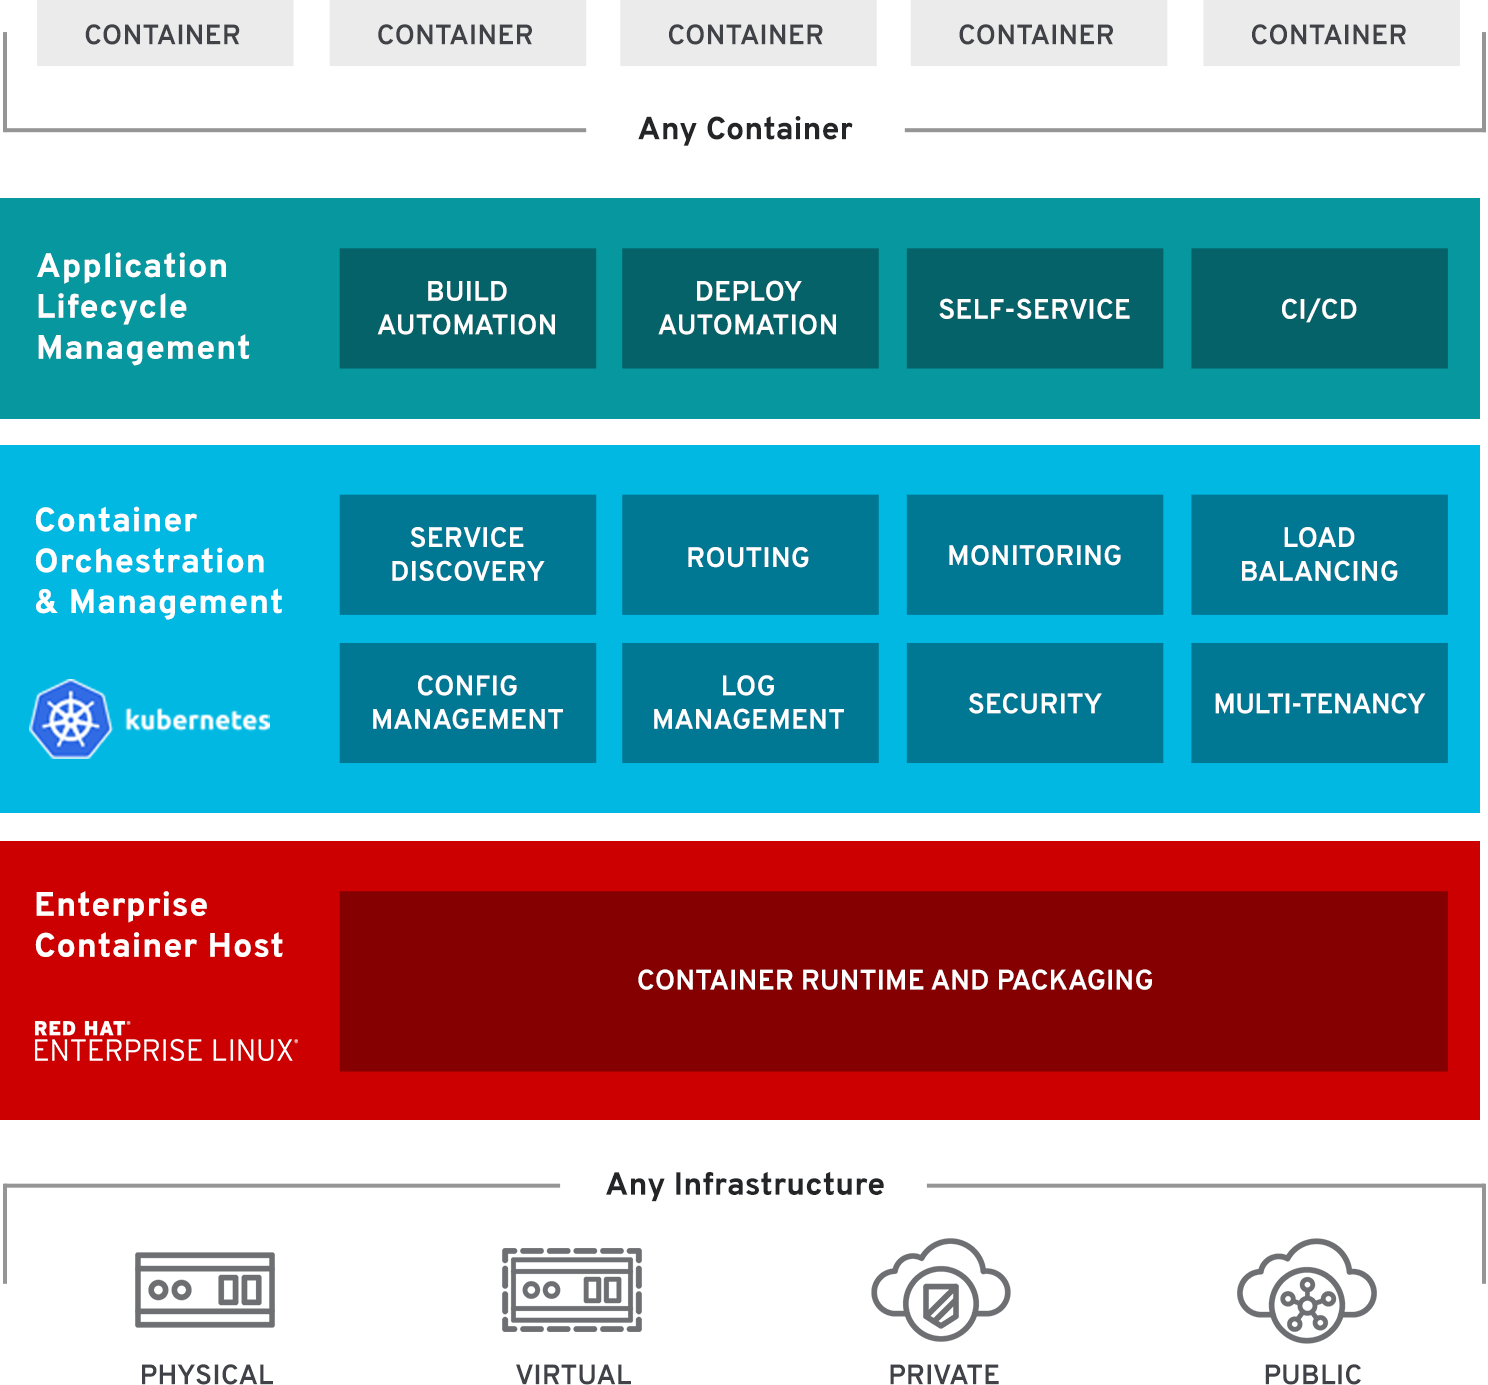 CONTAINER CONTAINER CONTAINER CONTAINER CONTAINER
Any Container
Application
Lifecycle
Management
BUILD
AUTOMATION
DEPLOY
AUTOMATION
SELF-SERVICE
CI/CD
Container
Orchestration
& Management
kubernetes
SERVICE
DISCOVERY
ROUTING
MONITORING
LOAD
BALANCING
CONFIG
MANAGEMENT
LOG
MANAGEMENT
SECURITY
MULTI-TENANCY
Enterprise
Container Host
RED HAT®
ENTERPRISE LINUX®
CONTAINER RUNTIME AND PACKAGING
Any Infrastructure
PHYSICAL VIRTUAL PRIVATE PUBLIC